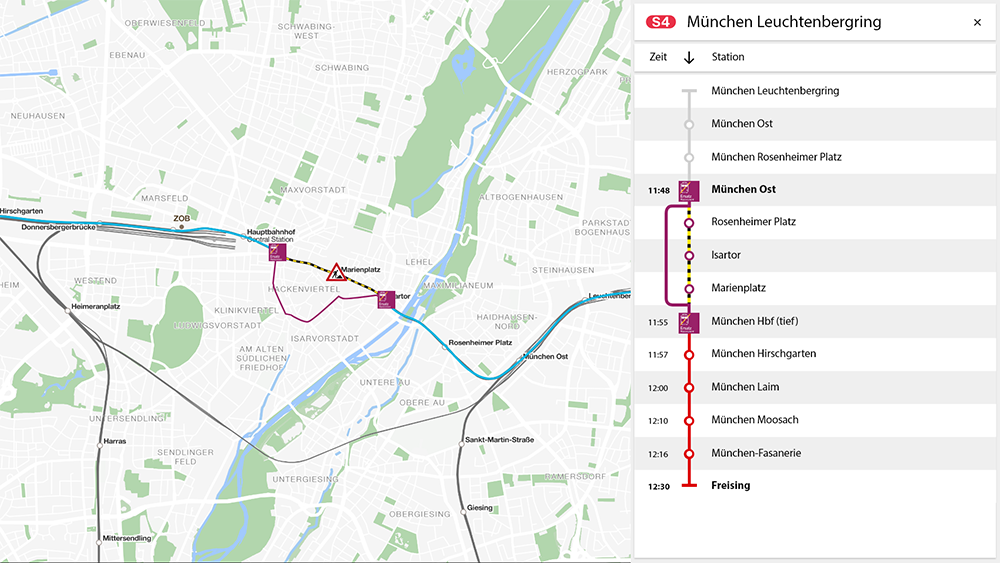 OBERWIESENFELD
SCHWABING-
WEST
EBENAU
SCHWABING
HERZOGPARK
NEUHAUSEN
MAXVORSTADT
MARSFELD
ALTBOGENHAUSEN
Hirschgarten
ZOB
Donnersbergerbrücke
Hauptbahnhof
Central Station
PARKSTADT
BOGENHAUSEN
LEHEL
Marienplatz
STEINHAUSEN
WESTEND
HACKENVIERTEL
MAXIMILIANEUM
Ersatz
Isartor
Ersatz
Leuchtenber
Heimeranplatz
KLINIKVIERTEL
HAIDHAUSEN-
NORD
LUDWIGSVORSTADT
ISARVORSTADT
Rosenheimer Platz
AM ALTEN
SÜDLICHEN
FRIEDHOF
München Ost
UNTERE AU
OBERE AU
UNTERSENDLING
Harras
Sankt-Martin-Straße
SENDLINGER
FELD
UNTERGIESING
RAMERSDORF
OBERGIESING
Giesing
Mittersendling
S4 München Leuchtenbergring ×
Zeit ↓ Station
München Leuchtenbergring
München Ost
München Rosenheimer Platz
11:48 Ersatz München Ost
Rosenheimer Platz
Isartor
Marienplatz
11:55 Ersatz München Hbf (tief)
11:57 München Hirschgarten
12:00 München Laim
12:10 München Moosach
12:16 München-Fasanerie
12:30 Freising